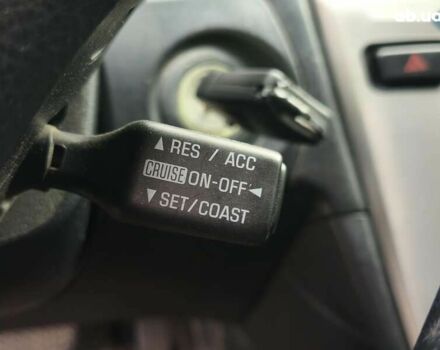 ▲ RES / ACC
CRUISE ON-OFF ◄
▼ SET/COAST